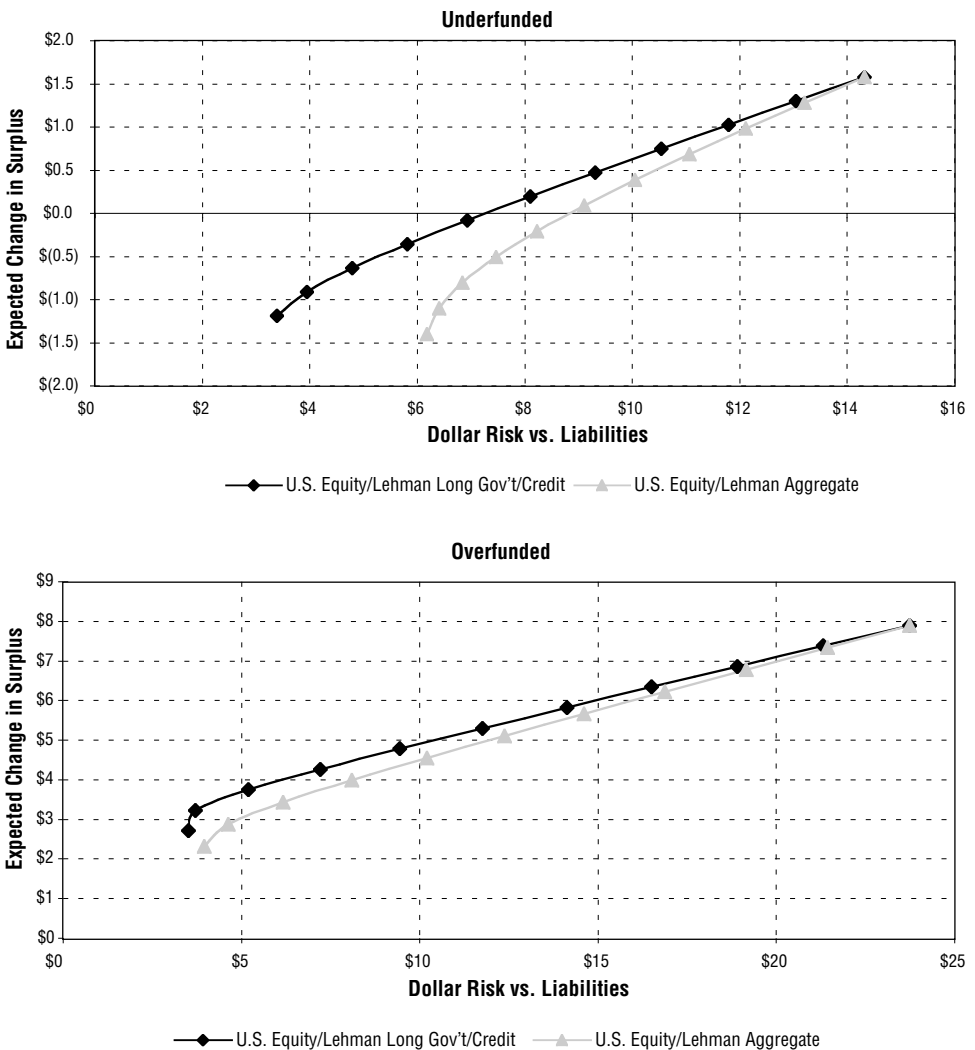 Underfunded
Expected Change in Surplus
$2.0
$1.5
$1.0
$0.5
$0.0
$(0.5)
$(1.0)
$(1.5)
$(2.0)
$0 $2 $4 $6 $8 $10 $12 $14 $16
Dollar Risk vs. Liabilities
U.S. Equity/Lehman Long Gov't/Credit U.S. Equity/Lehman Aggregate
Overfunded
Expected Change in Surplus
$9
$8
$7
$6
$5
$4
$3
$2
$1
$0
$0 $5 $10 $15 $20 $25
Dollar Risk vs. Liabilities
U.S. Equity/Lehman Long Gov't/Credit U.S. Equity/Lehman Aggregate